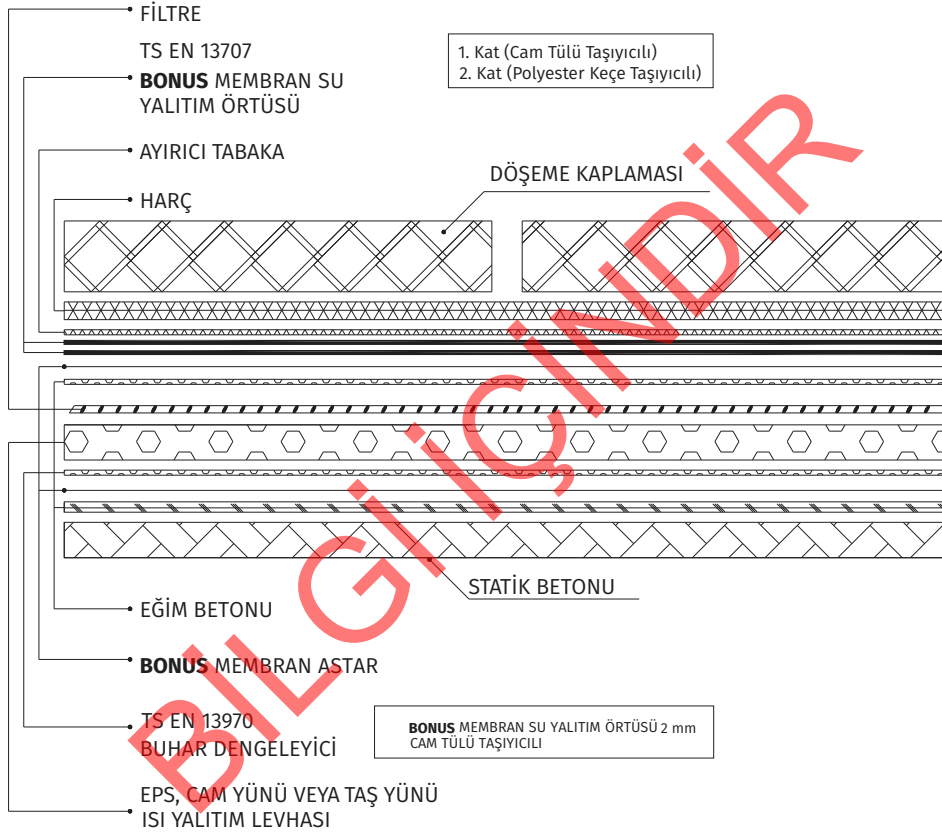 FİLTRE
TS EN 13707
BONUS MEMBRAN SU
YALITIM ÖRTÜSÜ
1. Kat (Cam Tülü Taşıyıcılı)
2. Kat (Polyester Keçe Taşıyıcılı)
AYIRICI TABAKA
DÖŞEME KAPLAMASI
HARÇ
BİLGİ İÇİNDİR
STATİK BETONU
EĞİM BETONU
BONUS MEMBRAN ASTAR
TS EN 13970
BUHAR DENGELEYİCİ
BONUS MEMBRAN SU YALITIM ÖRTÜSÜ 2 mm
CAM TÜLÜ TAŞIYICILI
EPS, CAM YÜNÜ VEYA TAŞ YÜNÜ
ISI YALITIM LEVHASI